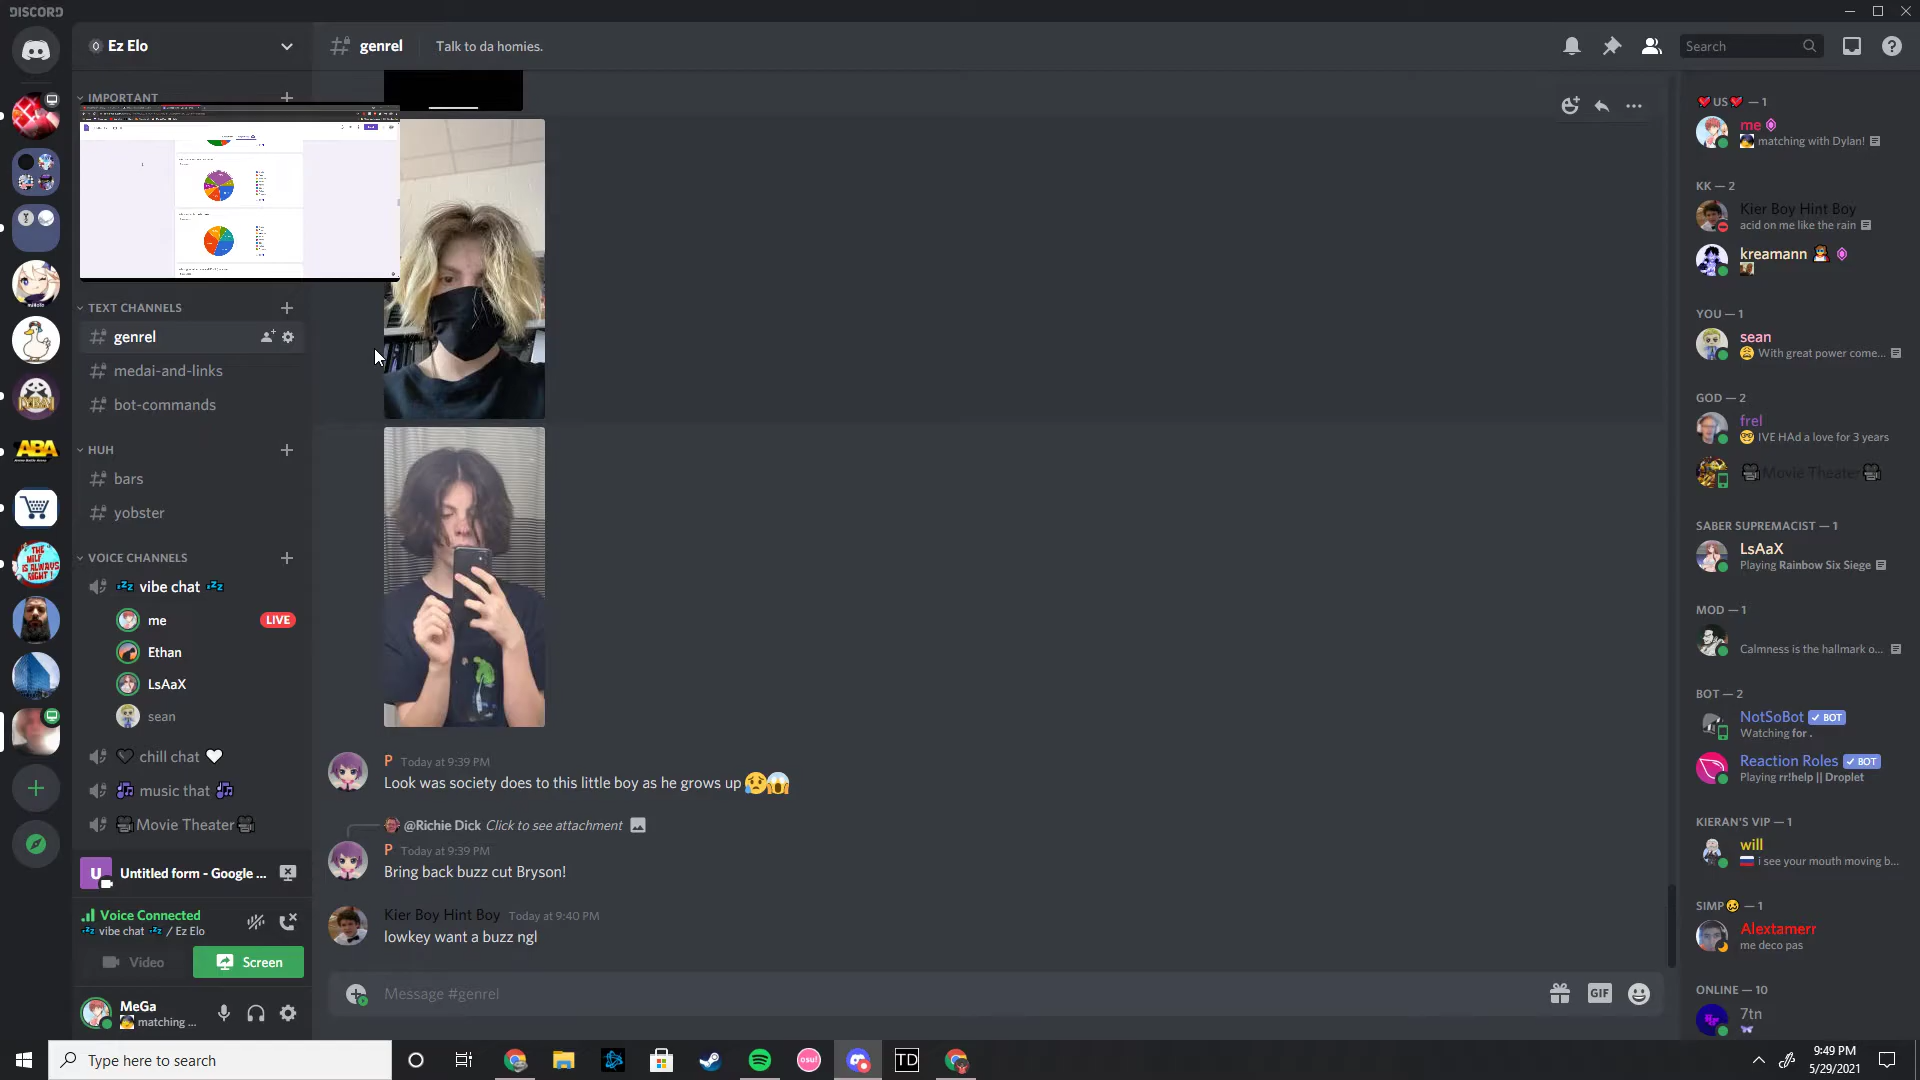 DISCORD
Ez Elo
genrel
Talk to da homies.
Search
IMPORTANT
TEXT CHANNELS
genrel
medai-and-links
bot-commands
HUH
bars
yobster
VOICE CHANNELS
💤 vibe chat 💤
me
LIVE
Ethan
LsAaX
sean
🖤 chill chat 🤍
🎶 music that 🎶
🎥Movie Theater🎥
U
Untitled form - Google ...
Voice Connected
💤 vibe chat 💤 / Ez Elo
Video
Screen
MeGa
matching ...
ABA
THE MILF IS ALWAYS RIGHT !
P Today at 9:39 PM
Look was society does to this little boy as he grows up 😥😱
@Richie Dick Click to see attachment
P Today at 9:39 PM
Bring back buzz cut Bryson!
Kier Boy Hint Boy Today at 9:40 PM
lowkey want a buzz ngl
Message #genrel
GIF
💔US💔 — 1
me
matching with Dylan!
KK — 2
Kier Boy Hint Boy
acid on me like the rain
kreamann
YOU — 1
sean
😩 With great power come...
GOD — 2
frel
🤓 IVE HAd a love for 3 years
🎥Movie Theater🎥
SABER SUPREMACIST — 1
LsAaX
Playing Rainbow Six Siege
MOD — 1
Calmness is the hallmark o...
BOT — 2
NotSoBot ✓ BOT
Watching for .
Reaction Roles ✓ BOT
Playing rr!help || Droplet
KIERAN'S VIP — 1
will
🇷🇺 i see your mouth moving b...
SIMP🥴 — 1
Alextamerr
me deco pas
ONLINE — 10
7tn
Type here to search
osu!
TD
9:49 PM
5/29/2021